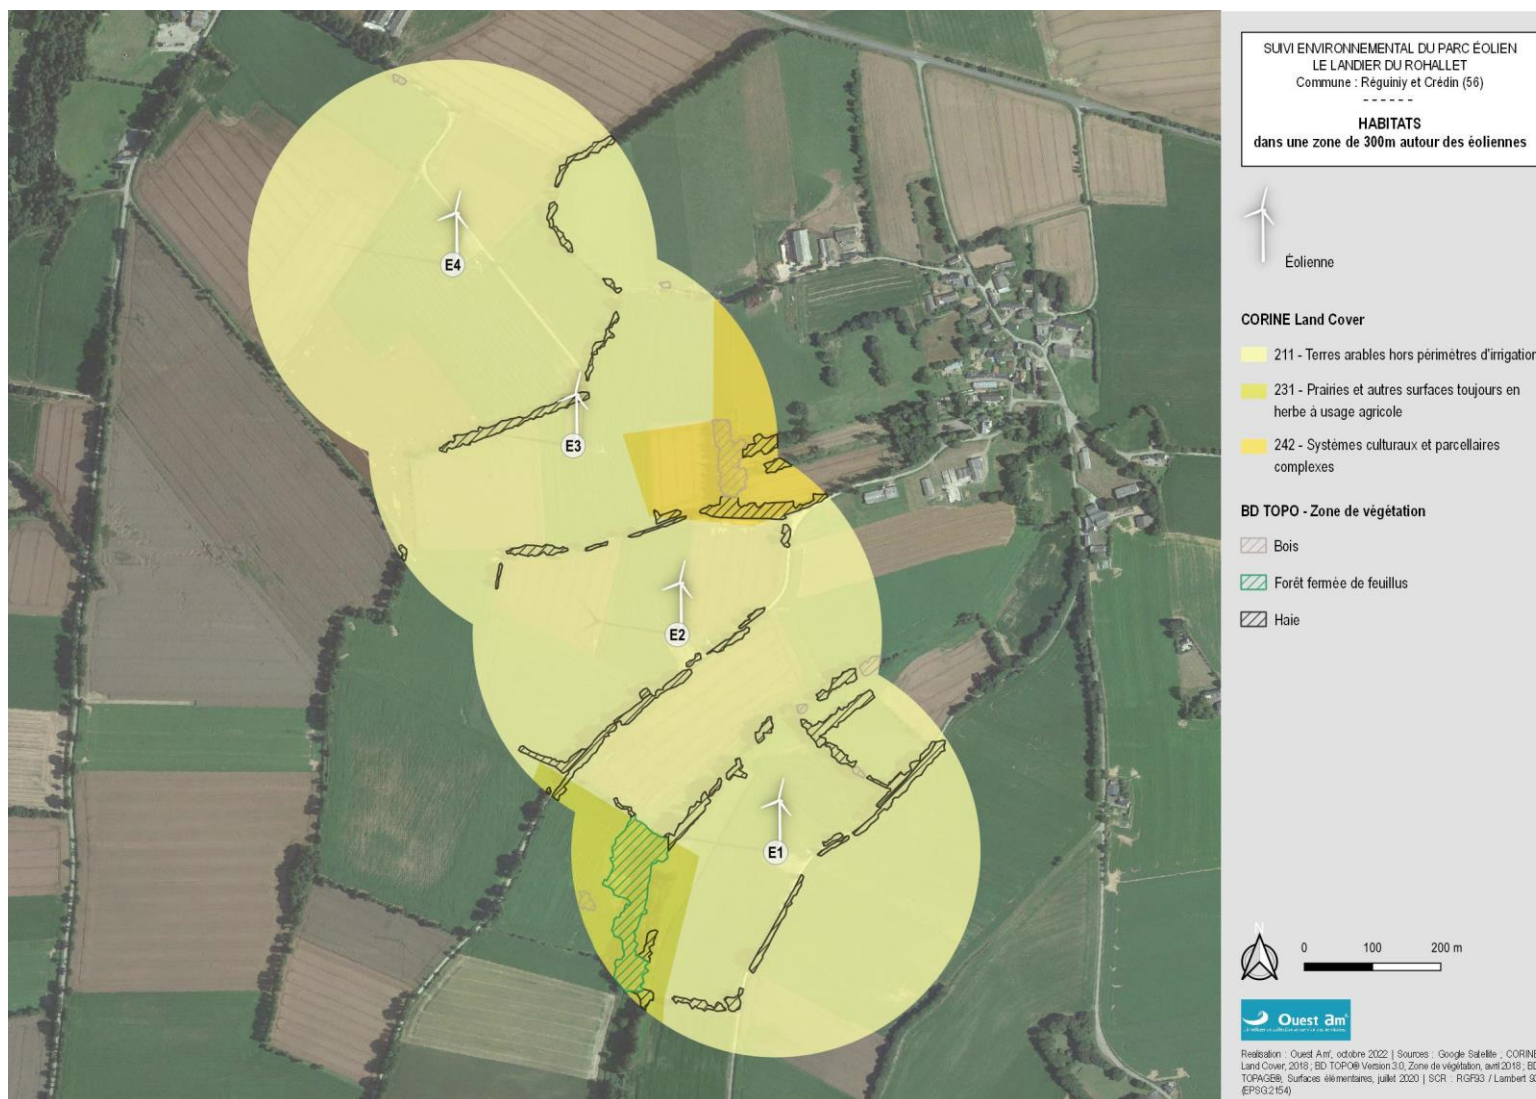 SUIVI ENVIRONNEMENTAL DU PARC ÉOLIEN
LE LANDIER DU ROHALLET
Commune : Réguiniy et Crédin (56)
------
HABITATS
dans une zone de 300m autour des éoliennes
Éolienne
CORINE Land Cover
211 - Terres arables hors périmètres d'irrigation
231 - Prairies et autres surfaces toujours en
herbe à usage agricole
242 - Systèmes culturaux et parcellaires
complexes
BD TOPO - Zone de végétation
Bois
Forêt fermée de feuillus
Haie
E4
E3
E2
E1
N
0 100 200 m
Ouest am'
Réalisation : Ouest Am', octobre 2022 | Sources : Google Satellite ; CORINE
Land Cover, 2018 ; BD TOPO® Version 3.0, Zone de végétation, avril 2018 ; BD
TOPAGE®, Surfaces élémentaires, juillet 2020 | SCR : RGF93 / Lambert 93
(EPSG:2154)